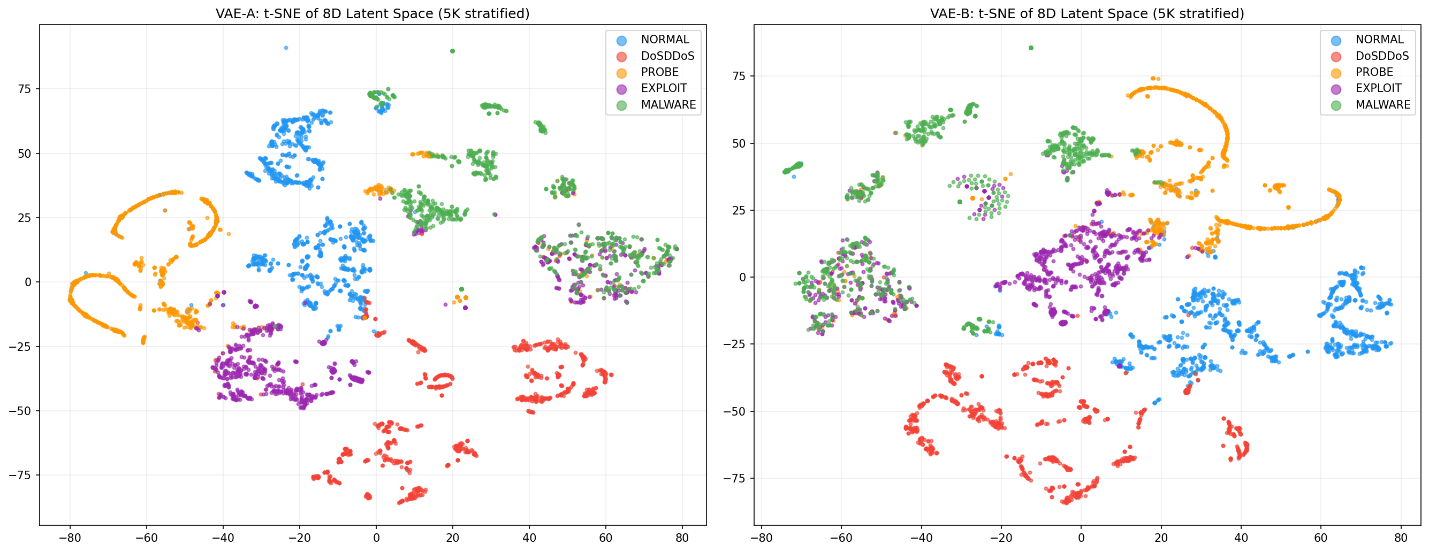 VAE-A: t-SNE of 8D Latent Space (5K stratified)
NORMAL
DoSDDoS
PROBE
EXPLOIT
MALWARE
75
50
25
0
−25
−50
−75
−80 −60 −40 −20 0 20 40 60 80
VAE-B: t-SNE of 8D Latent Space (5K stratified)
NORMAL
DoSDDoS
PROBE
EXPLOIT
MALWARE
75
50
25
0
−25
−50
−75
−80 −60 −40 −20 0 20 40 60 80